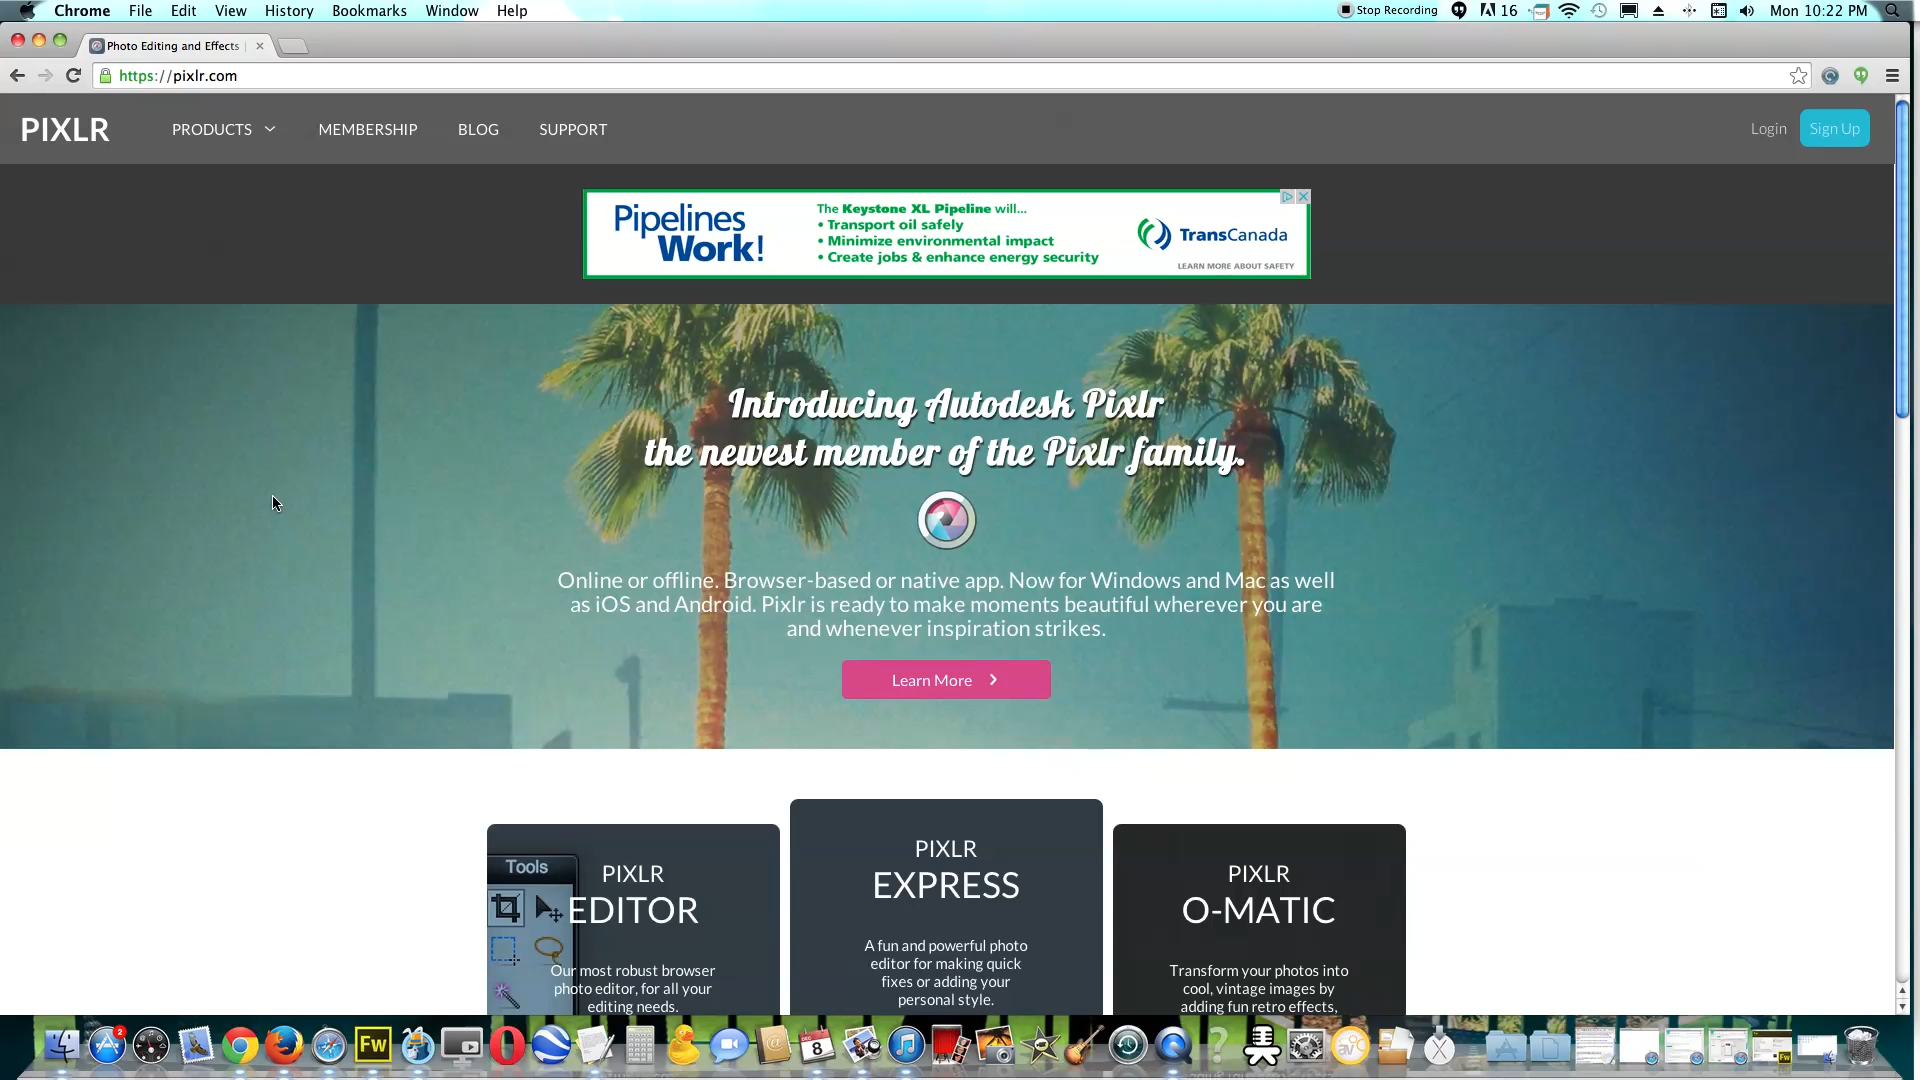 Chrome File Edit View History Bookmarks Window Help Stop Recording 16 Mon 10:22 PM
Photo Editing and Effects
https://pixlr.com
PIXLR PRODUCTS MEMBERSHIP BLOG SUPPORT Login Sign Up
Pipelines
Work!
The Keystone XL Pipeline will...
• Transport oil safely
• Minimize environmental impact
• Create jobs & enhance energy security
TransCanada
LEARN MORE ABOUT SAFETY
Introducing Autodesk Pixlr
the newest member of the Pixlr family.
Online or offline. Browser-based or native app. Now for Windows and Mac as well
as iOS and Android. Pixlr is ready to make moments beautiful wherever you are
and whenever inspiration strikes.
Learn More
Tools
PIXLR
EDITOR
Our most robust browser
photo editor, for all your
editing needs.
PIXLR
EXPRESS
A fun and powerful photo
editor for making quick
fixes or adding your
personal style.
PIXLR
O-MATIC
Transform your photos into
cool, vintage images by
adding fun retro effects,
2
Fw
DEC
8
?
av